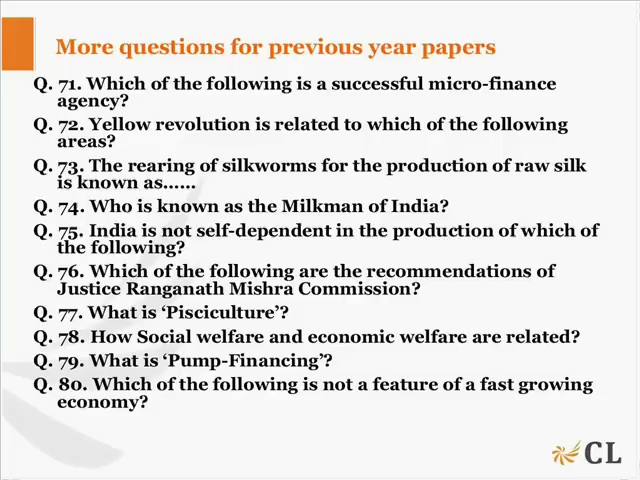 More questions for previous year papers
Q. 71. Which of the following is a successful micro-finance
agency?
Q. 72. Yellow revolution is related to which of the following
areas?
Q. 73. The rearing of silkworms for the production of raw silk
is known as......
Q. 74. Who is known as the Milkman of India?
Q. 75. India is not self-dependent in the production of which of
the following?
Q. 76. Which of the following are the recommendations of
Justice Ranganath Mishra Commission?
Q. 77. What is ‘Pisciculture’?
Q. 78. How Social welfare and economic welfare are related?
Q. 79. What is ‘Pump-Financing’?
Q. 80. Which of the following is not a feature of a fast growing
economy?
CL